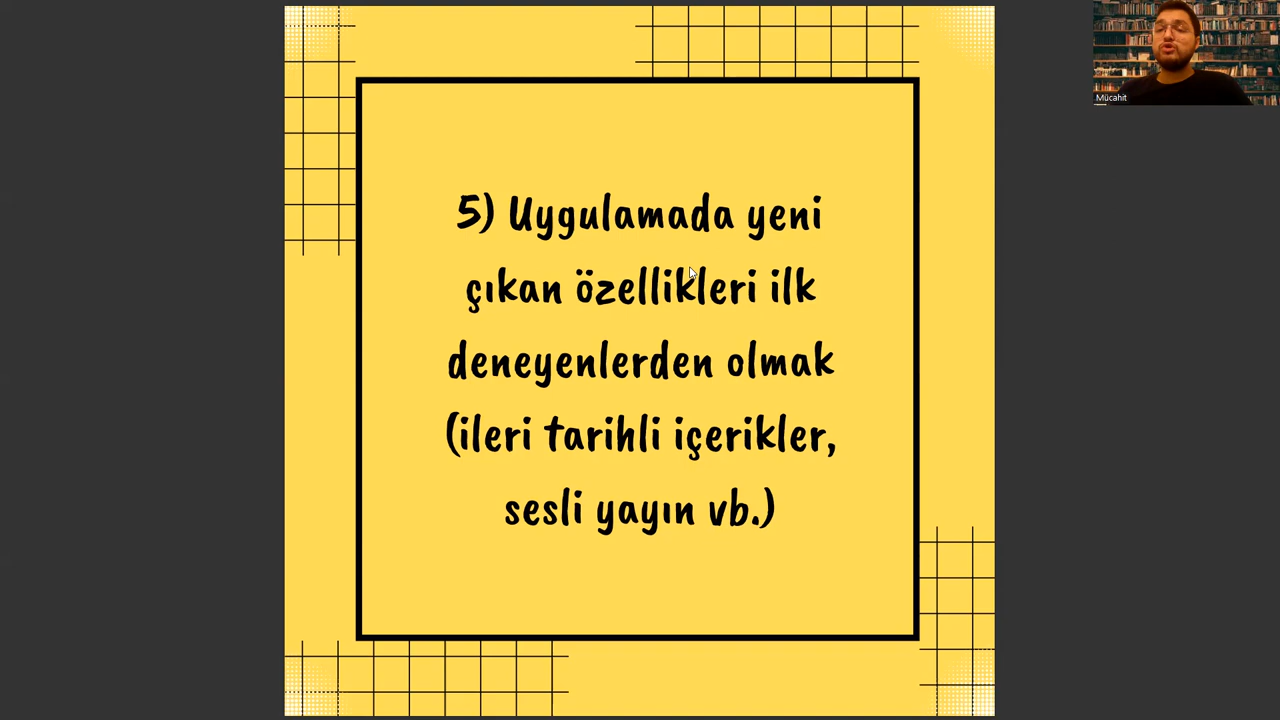 5) Uygulamada yeni
çıkan özellikleri ilk
deneyenlerden olmak
(ileri tarihli içerikler,
sesli yayın vb.)
Mücahit